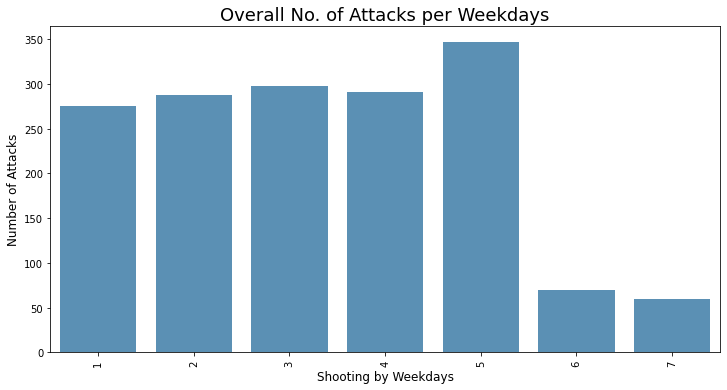 Overall No. of Attacks per Weekdays
Number of Attacks
350
300
250
200
150
100
50
0
1 2 3 4 5 6 7
Shooting by Weekdays